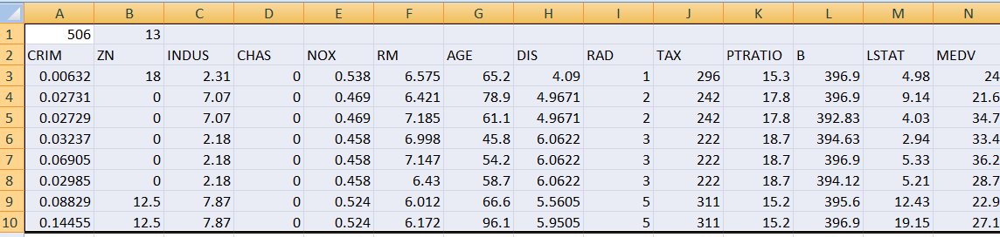 A B C D E F G H I J K L M N
1 506 13
2 CRIM ZN INDUS CHAS NOX RM AGE DIS RAD TAX PTRATIO B LSTAT MEDV
3 0.00632 18 2.31 0 0.538 6.575 65.2 4.09 1 296 15.3 396.9 4.98 24
4 0.02731 0 7.07 0 0.469 6.421 78.9 4.9671 2 242 17.8 396.9 9.14 21.6
5 0.02729 0 7.07 0 0.469 7.185 61.1 4.9671 2 242 17.8 392.83 4.03 34.7
6 0.03237 0 2.18 0 0.458 6.998 45.8 6.0622 3 222 18.7 394.63 2.94 33.4
7 0.06905 0 2.18 0 0.458 7.147 54.2 6.0622 3 222 18.7 396.9 5.33 36.2
8 0.02985 0 2.18 0 0.458 6.43 58.7 6.0622 3 222 18.7 394.12 5.21 28.7
9 0.08829 12.5 7.87 0 0.524 6.012 66.6 5.5605 5 311 15.2 395.6 12.43 22.9
10 0.14455 12.5 7.87 0 0.524 6.172 96.1 5.9505 5 311 15.2 396.9 19.15 27.1